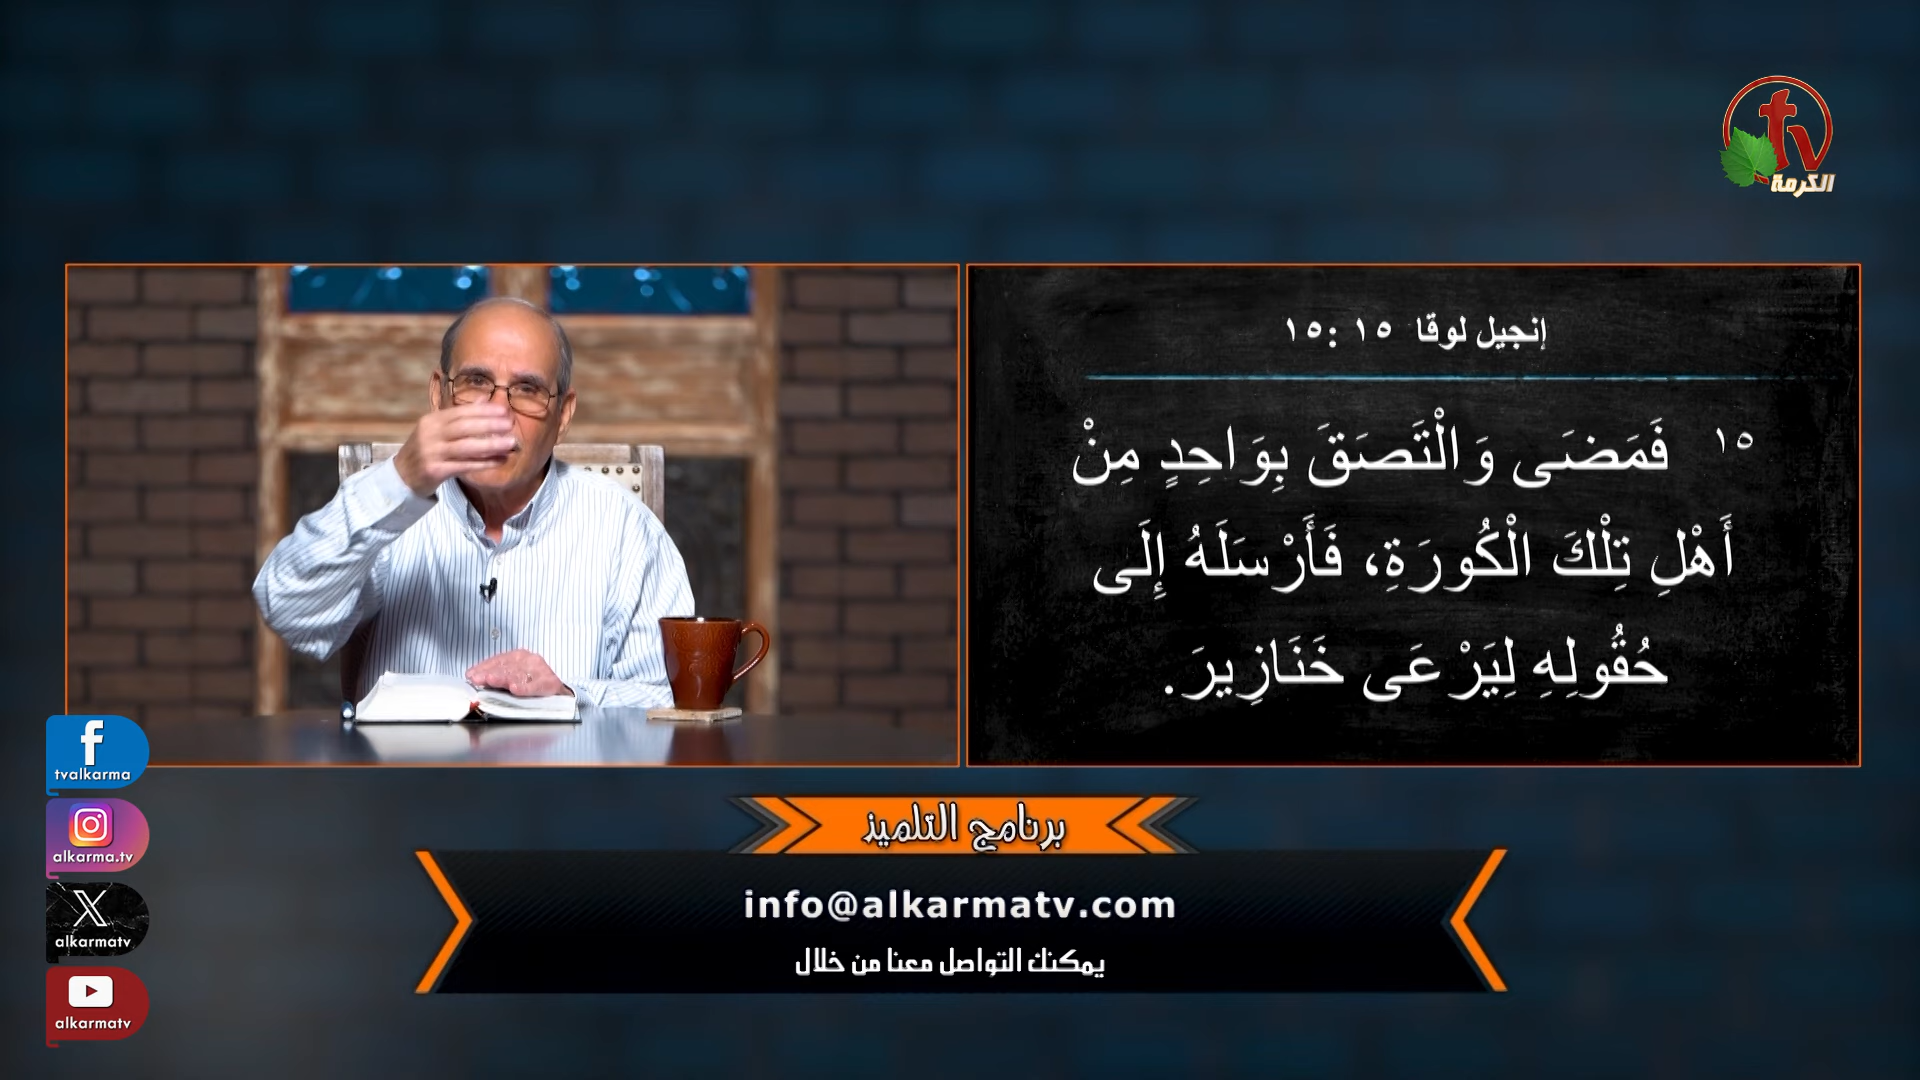 tv
الكرمة
إنجيل لوقا ١٥ :١٥
١٥ فَمَضَى وَالْتَصَقَ بِوَاحِدٍ مِنْ
أَهْلِ تِلْكَ الْكُورَةِ، فَأَرْسَلَهُ إِلَى
حُقُولِهِ لِيَرْعَى خَنَازِيرَ.
tvalkarma
alkarma.tv
alkarmatv
alkarmatv
برنامج التلميذ
info@alkarmatv.com
يمكنك التواصل معنا من خلال